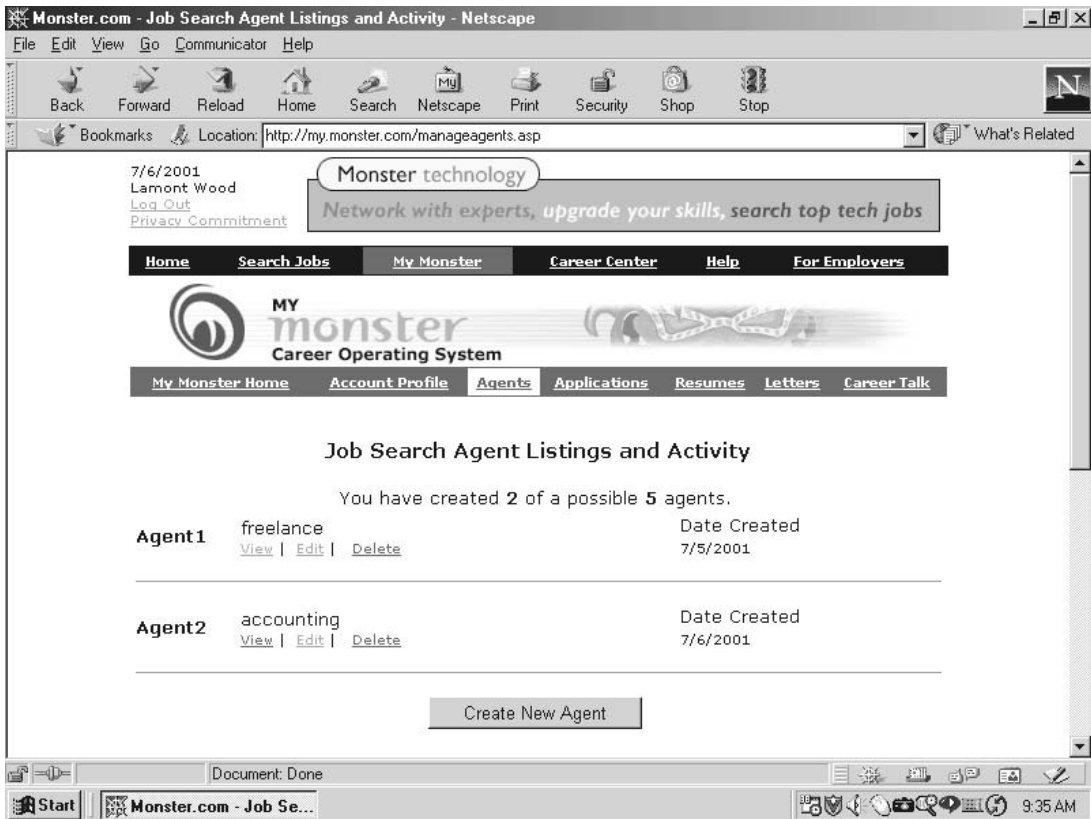 Monster.com - Job Search Agent Listings and Activity - Netscape
File Edit View Go Communicator Help
My
Back Forward Reload Home Search Netscape Print Security Shop Stop
N
Bookmarks Location: http://my.monster.com/manageagents.asp What's Related
7/6/2001
Lamont Wood
Log Out
Privacy Commitment
Monster technology
Network with experts, upgrade your skills, search top tech jobs
Home Search Jobs My Monster Career Center Help For Employers
MY
monster
Career Operating System
My Monster Home Account Profile Agents Applications Resumes Letters Career Talk
Job Search Agent Listings and Activity
You have created 2 of a possible 5 agents.
Agent1 freelance Date Created
View | Edit | Delete 7/5/2001
Agent2 accounting Date Created
View | Edit | Delete 7/6/2001
Create New Agent
Document: Done
Start Monster.com - Job Se... 9:35 AM